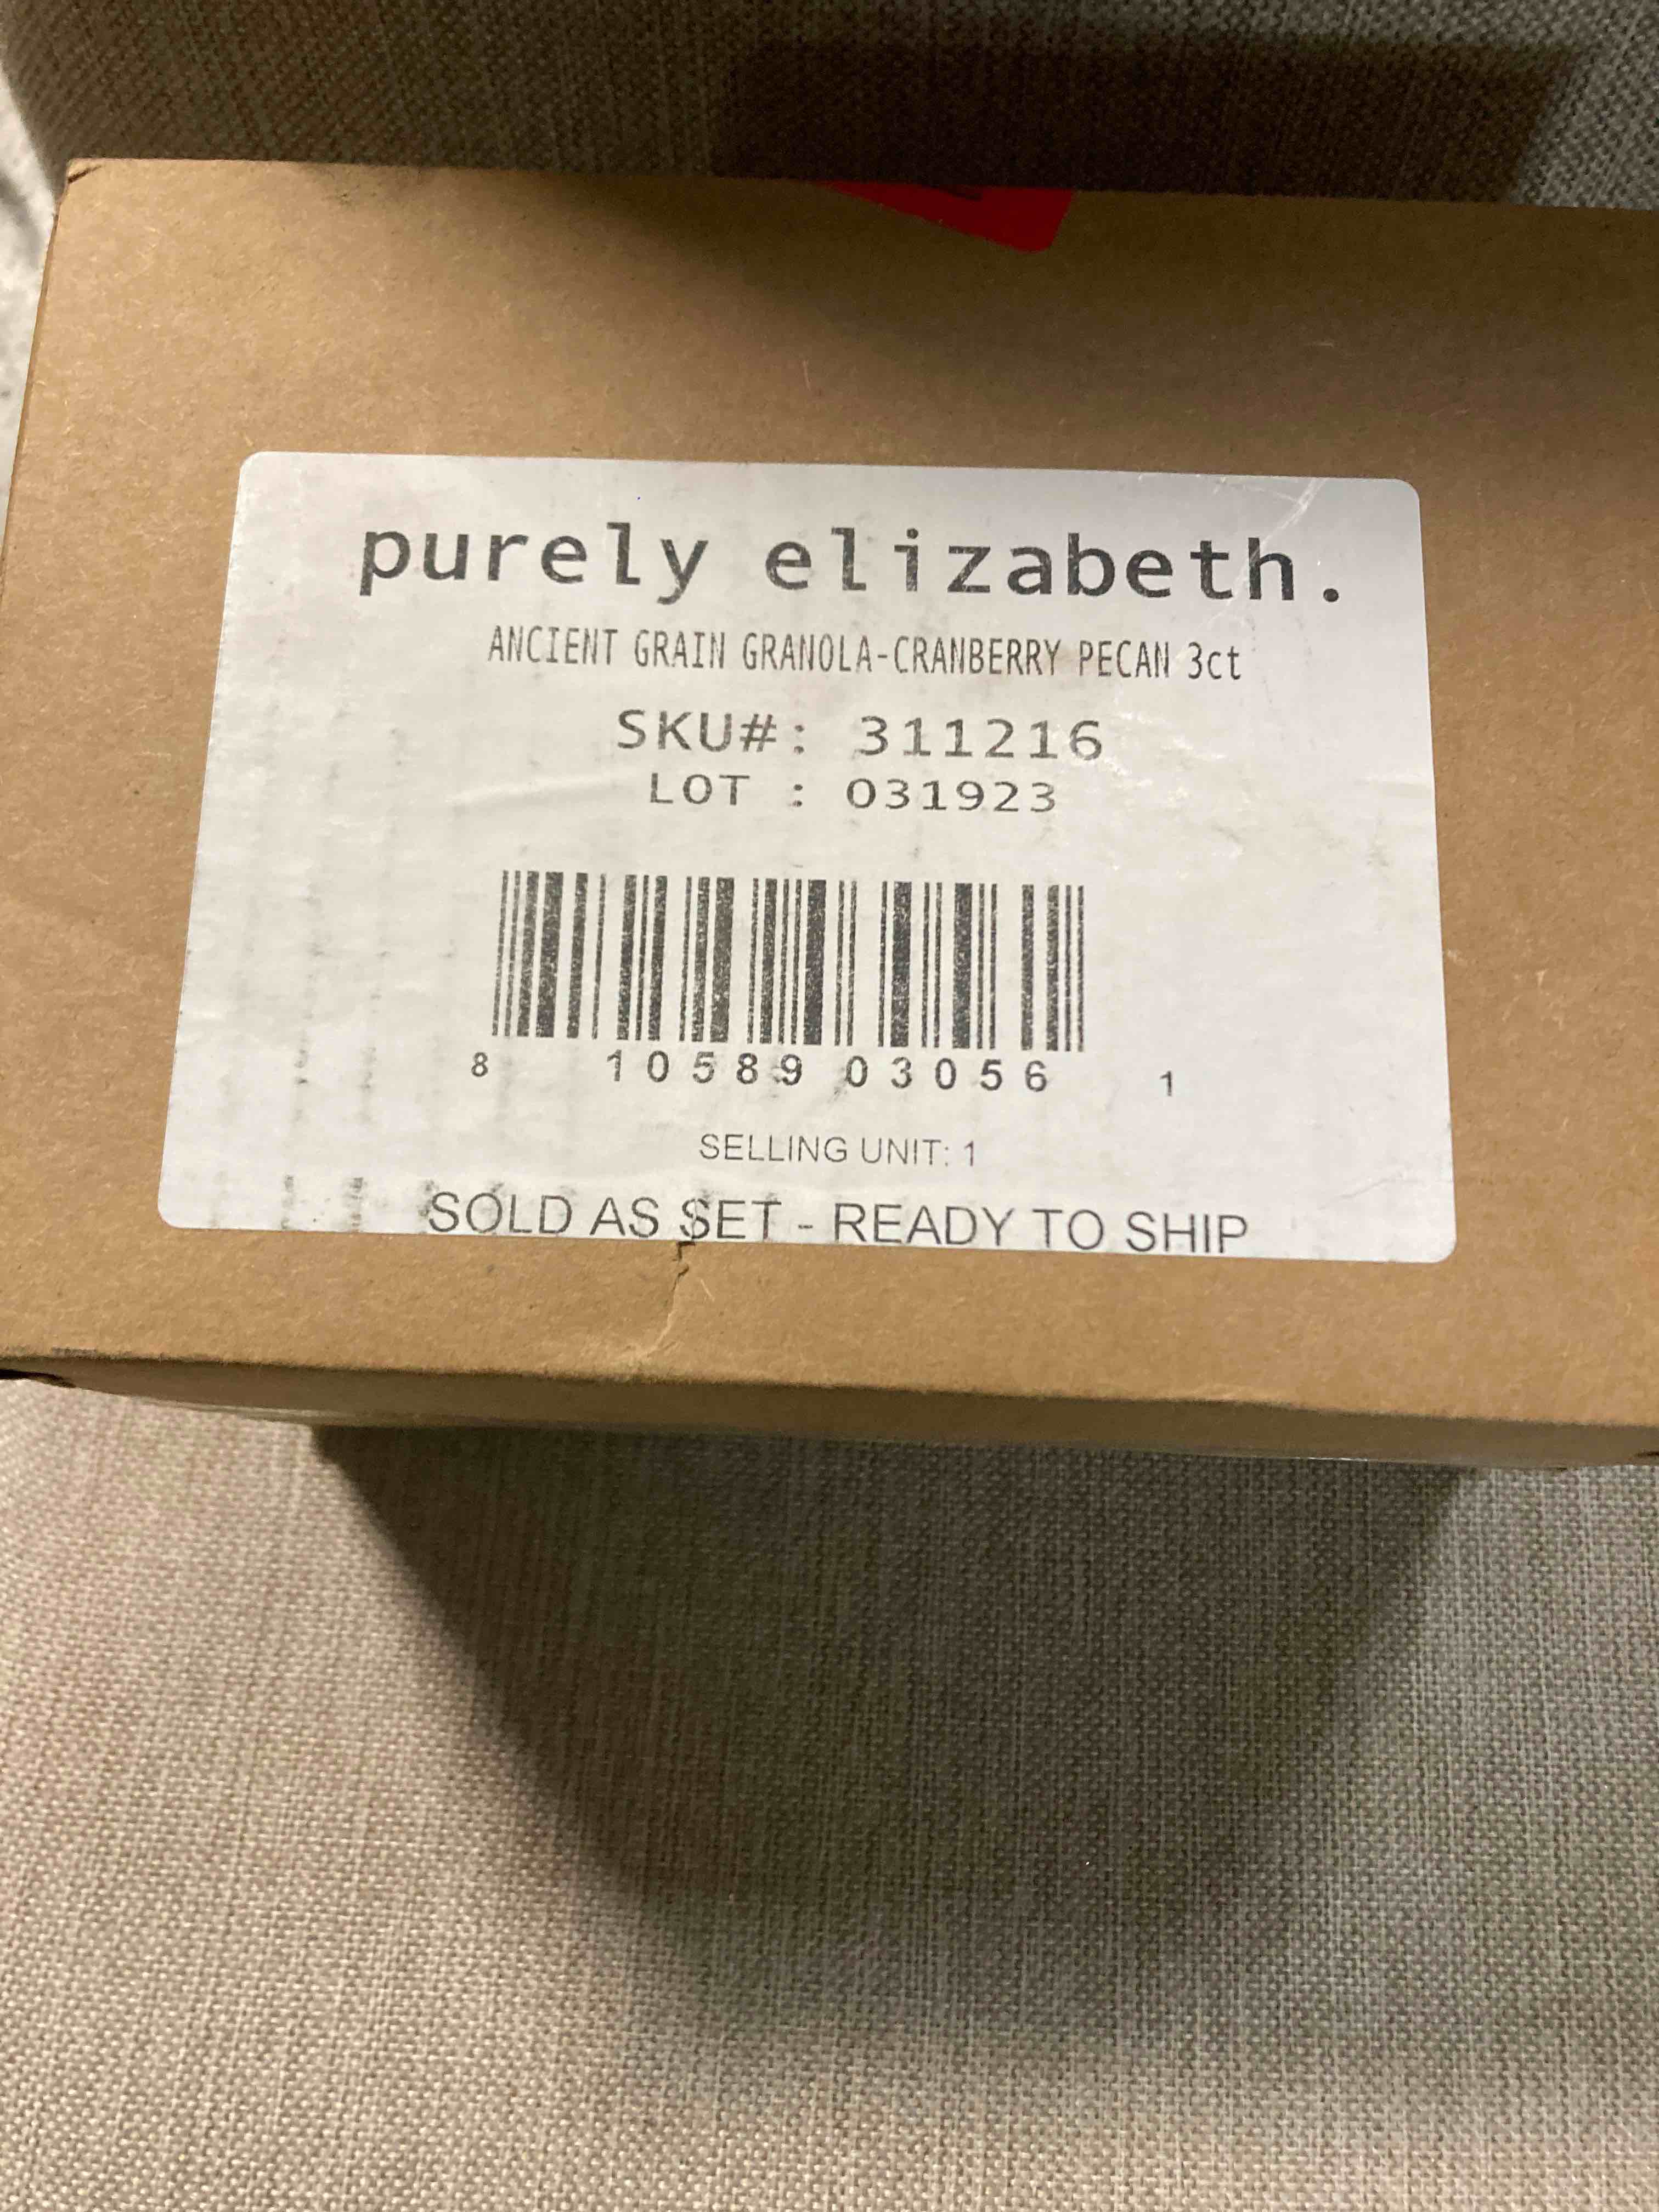 purely elizabeth.
ANCIENT GRAIN GRANOLA-CRANBERRY PECAN 3ct
SKU#: 311216
LOT : 031923
8 10589 03056 1
SELLING UNIT: 1
SOLD AS SET - READY TO SHIP